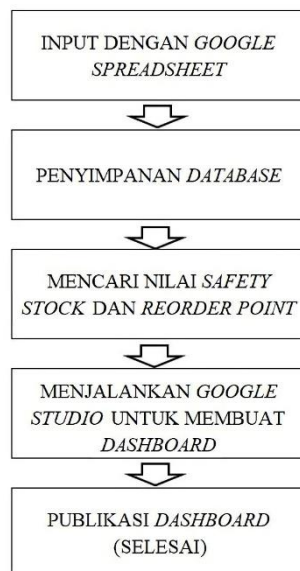 INPUT DENGAN GOOGLE
SPREADSHEET
PENYIMPANAN DATABASE
MENCARI NILAI SAFETY
STOCK DAN REORDER POINT
MENJALANKAN GOOGLE
STUDIO UNTUK MEMBUAT
DASHBOARD
PUBLIKASI DASHBOARD
(SELESAI)